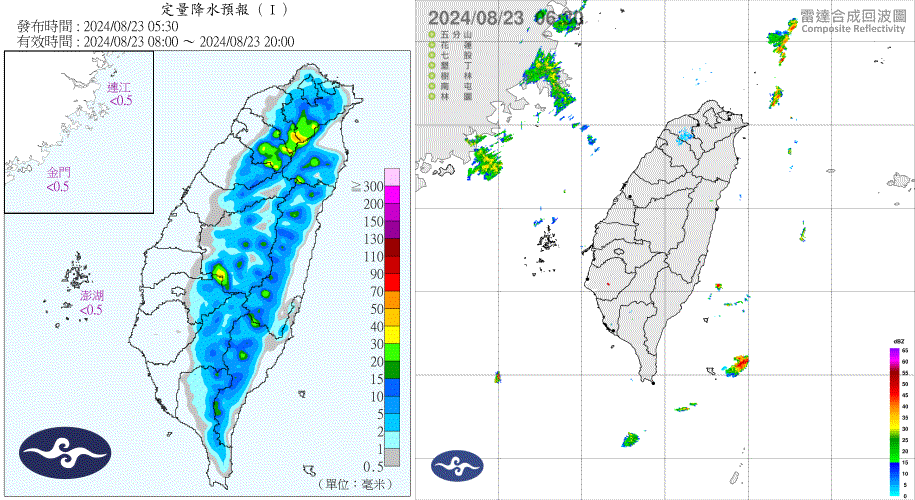 定量降水預報（Ｉ）
發布時間：2024/08/23 05:30
有效時間：2024/08/23 08:00 ～ 2024/08/23 20:00
連江
<0.5
金門
<0.5
澎湖
<0.5
≧
300
200
150
130
110
90
70
50
40
30
20
15
10
5
2
1
0.5
（單位：毫米）
2024/08/23
雷達合成回波圖
Composite Reflectivity
五分山
花蓮
七股
墾丁
樹林
南屯
林園
dBZ
65
60
55
50
45
40
35
30
25
20
15
10
5
0